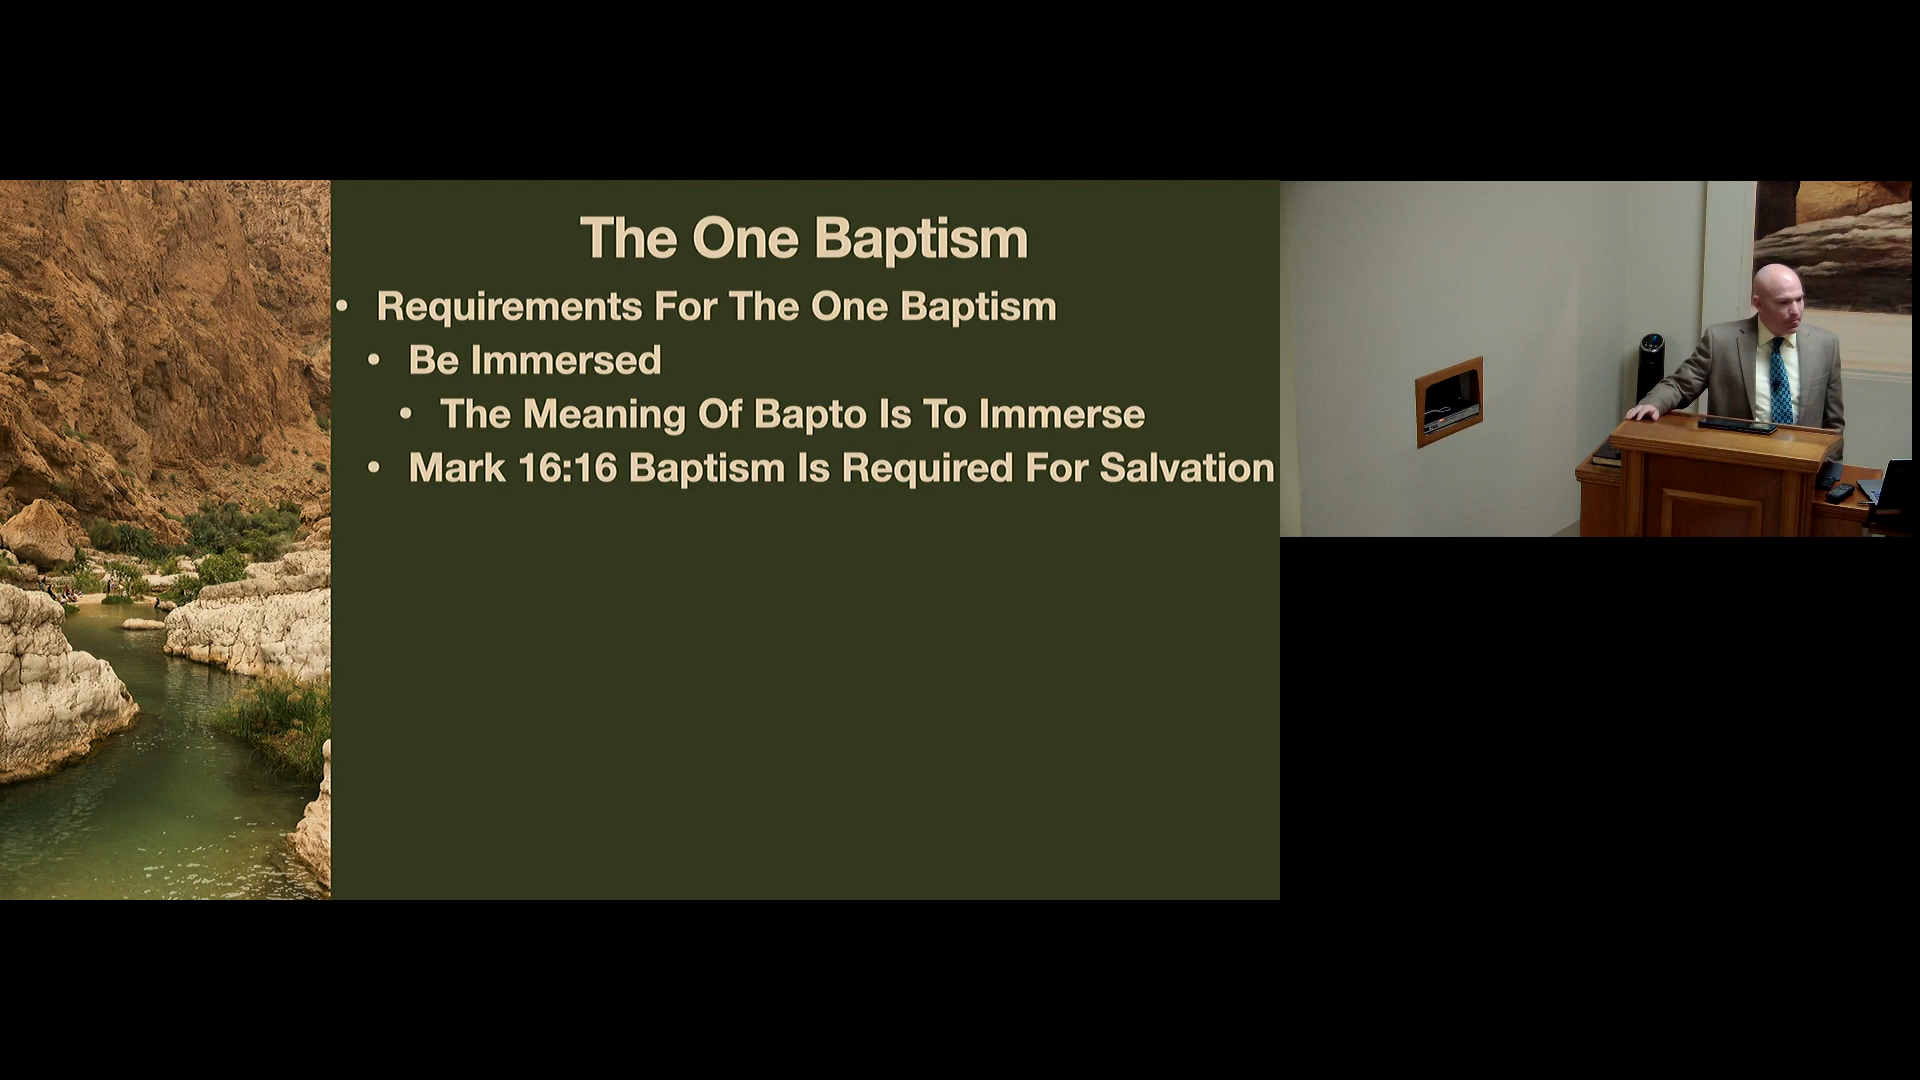 The One Baptism
• Requirements For The One Baptism
• Be Immersed
• The Meaning Of Bapto Is To Immerse
• Mark 16:16 Baptism Is Required For Salvation